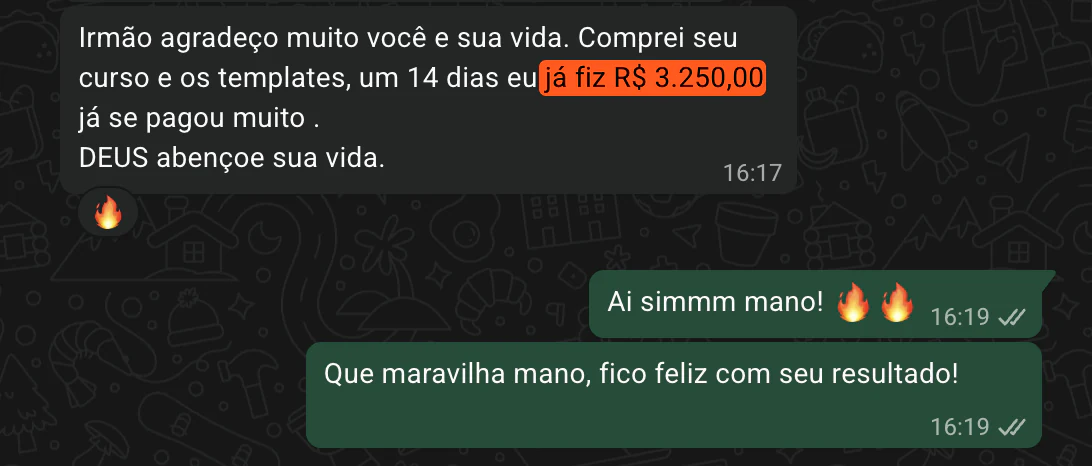 Irmão agradeço muito você e sua vida. Comprei seu
curso e os templates, um 14 dias eu já fiz R$ 3.250,00
já se pagou muito .
DEUS abençoe sua vida.
16:17
🔥
Ai simmm mano! 🔥 🔥
16:19
Que maravilha mano, fico feliz com seu resultado!
16:19